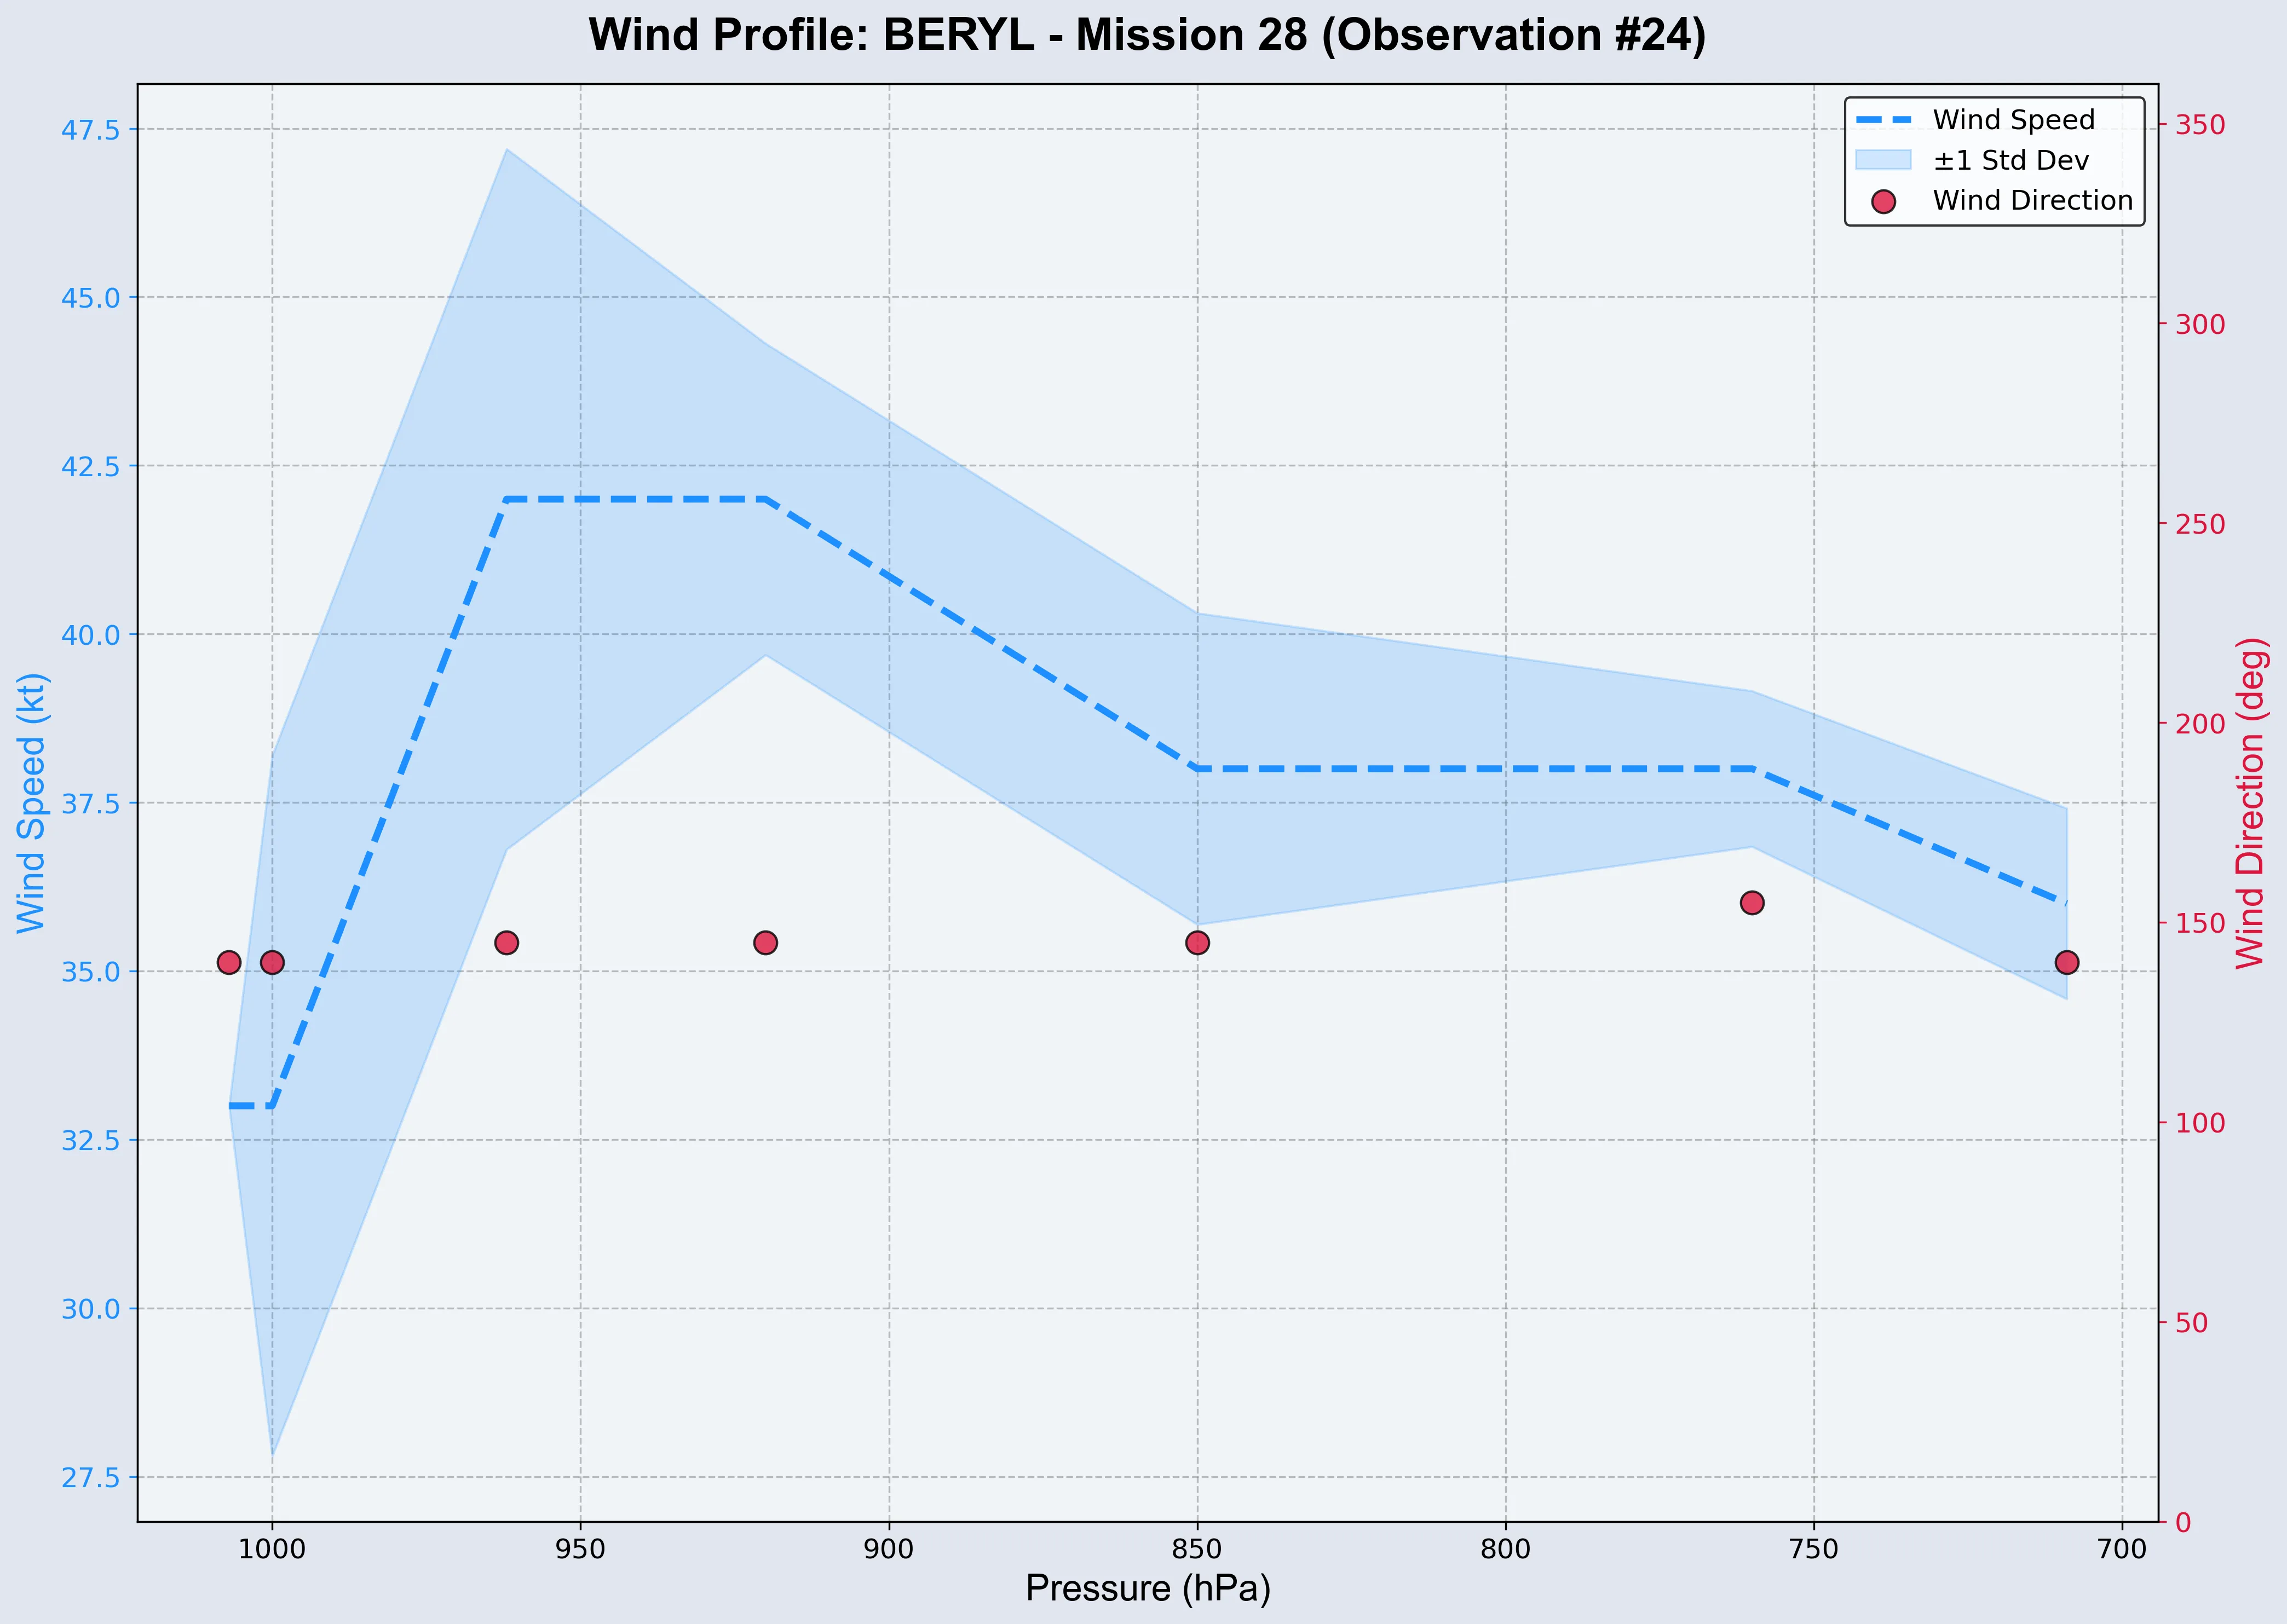 Wind Profile: BERYL - Mission 28 (Observation #24)
Wind Speed
±1 Std Dev
Wind Direction
Wind Speed (kt)
47.5
45.0
42.5
40.0
37.5
35.0
32.5
30.0
27.5
350
300
250
200
150
100
50
0
Wind Direction (deg)
1000 950 900 850 800 750 700
Pressure (hPa)